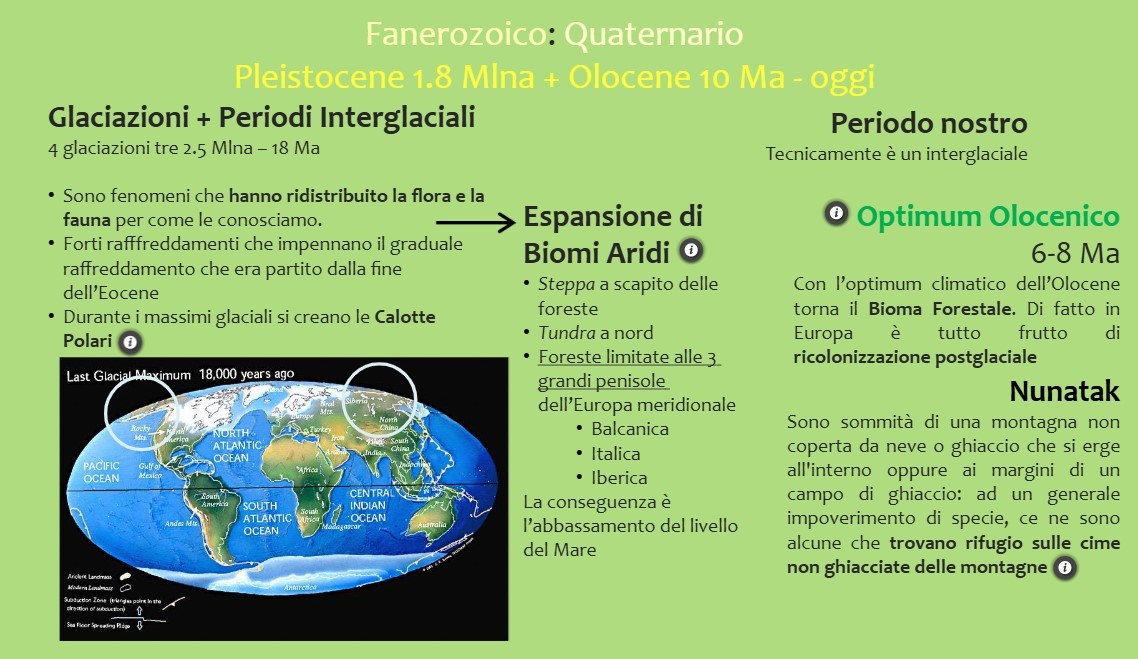 Fanerozoico: Quaternario
Pleistocene 1.8 Mlna + Olocene 10 Ma - oggi
Glaciazioni + Periodi Interglaciali
4 glaciazioni tre 2.5 Mlna – 18 Ma
• Sono fenomeni che hanno ridistribuito la flora e la
fauna per come le conosciamo.
• Forti rafffreddamenti che impennano il graduale
raffreddamento che era partito dalla fine
dell'Eocene
• Durante i massimi glaciali si creano le Calotte
Polari
Last Glacial Maximum 18,000 years ago
Rocky
Mts.
North
America
Gulf of
Mexico
PACIFIC
OCEAN
NORTH
ATLANTIC
OCEAN
Europe
Ural
Mts.
Siberia
Turkey
Iran
Arabia
Tibet
India
North
China
South
China
Indochina
Africa
South
America
Andes Mts.
SOUTH
ATLANTIC
OCEAN
South
Africa
Madagascar
CENTRAL
INDIAN
OCEAN
Australia
Antarctica
Ancient Landmass
Modern Landmass
Subduction Zone (triangles point in the
direction of subduction)
Sea Floor Spreading Ridge
Espansione di
Biomi Aridi
• Steppa a scapito delle
foreste
• Tundra a nord
• Foreste limitate alle 3
grandi penisole
dell'Europa meridionale
• Balcanica
• Italica
• Iberica
La conseguenza è
l'abbassamento del livello
del Mare
Periodo nostro
Tecnicamente è un interglaciale
Optimum Olocenico
6-8 Ma
Con l'optimum climatico dell'Olocene
torna il Bioma Forestale. Di fatto in
Europa è tutto frutto di
ricolonizzazione postglaciale
Nunatak
Sono sommità di una montagna non
coperta da neve o ghiaccio che si erge
all'interno oppure ai margini di un
campo di ghiaccio: ad un generale
impoverimento di specie, ce ne sono
alcune che trovano rifugio sulle cime
non ghiacciate delle montagne